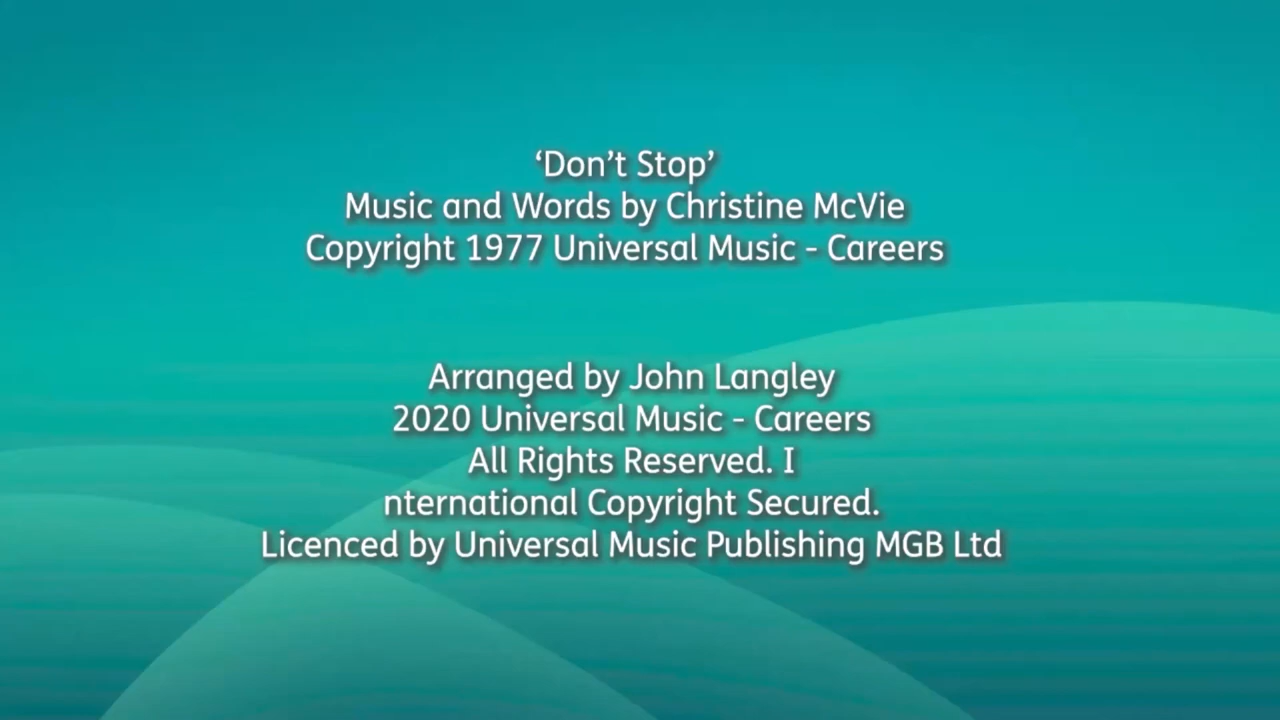 ‘Don’t Stop’
Music and Words by Christine McVie
Copyright 1977 Universal Music - Careers
Arranged by John Langley
2020 Universal Music - Careers
All Rights Reserved. I
nternational Copyright Secured.
Licenced by Universal Music Publishing MGB Ltd